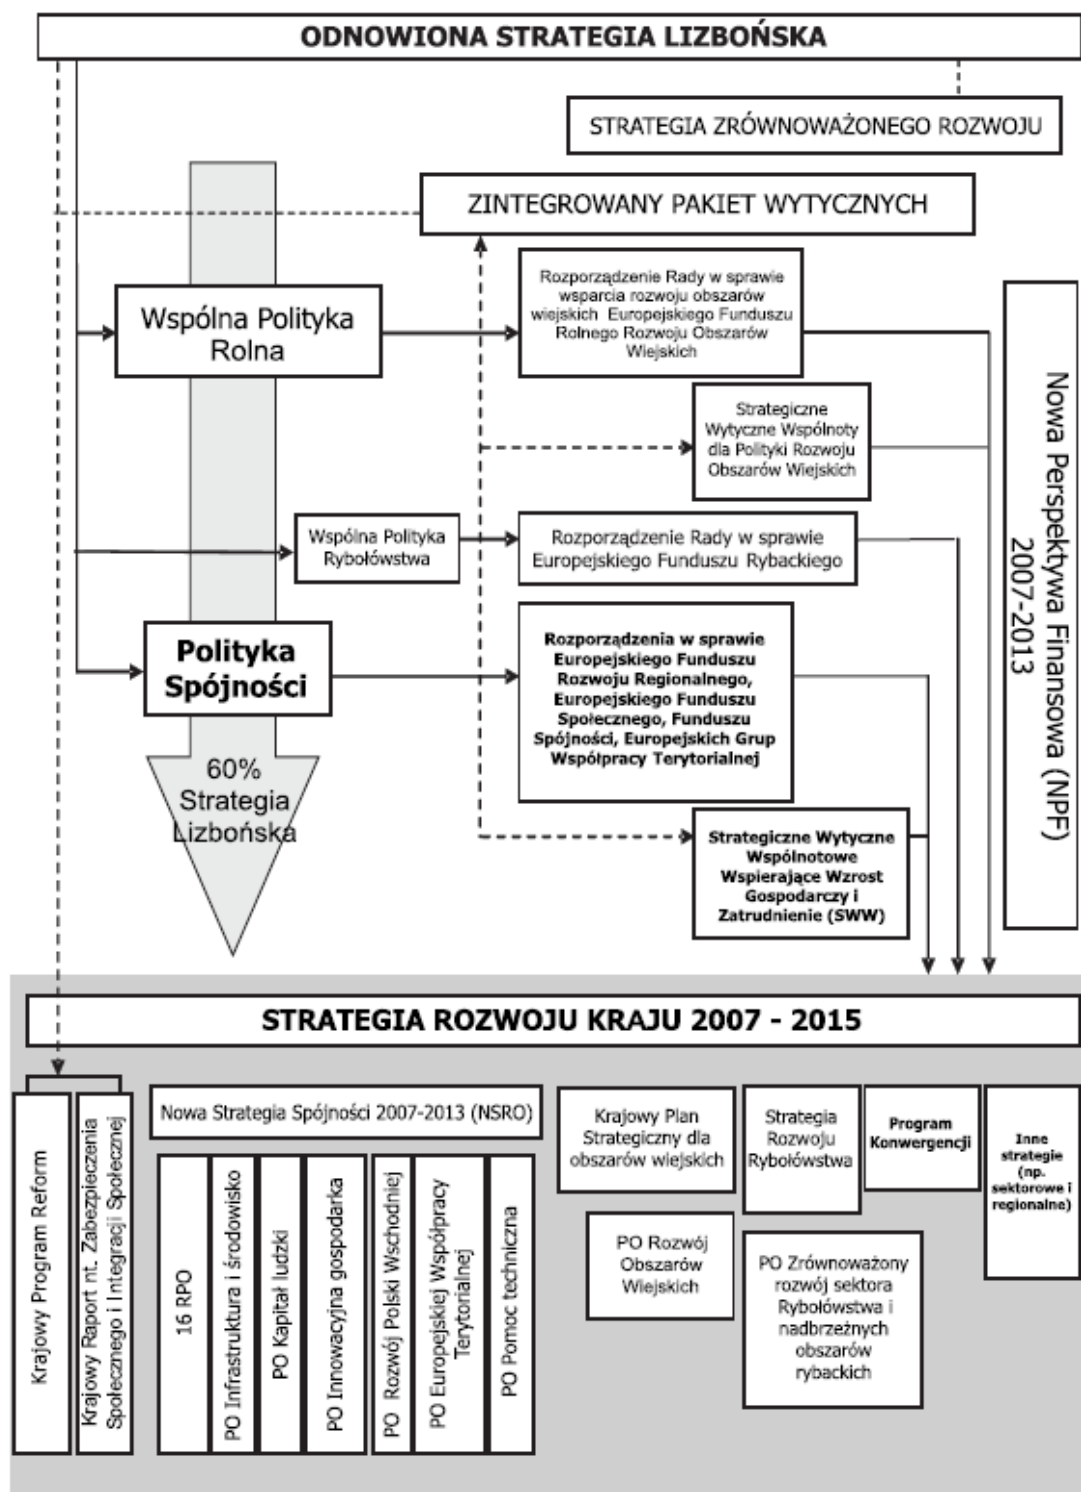 ODNOWIONA STRATEGIA LIZBOŃSKA
STRATEGIA ZRÓWNOWAŻONEGO ROZWOJU
ZINTEGROWANY PAKIET WYTYCZNYCH
Wspólna Polityka
Rolna
Rozporządzenie Rady w sprawie
wsparcia rozwoju obszarów
wiejskich Europejskiego Funduszu
Rolnego Rozwoju Obszarów
Wiejskich
Strategiczne
Wytyczne Wspólnoty
dla Polityki Rozwoju
Obszarów Wiejskich
Wspólna Polityka
Rybołówstwa
Rozporządzenie Rady w sprawie
Europejskiego Funduszu Rybackiego
Polityka
Spójności
Rozporządzenia w sprawie
Europejskiego Funduszu
Rozwoju Regionalnego,
Europejskiego Funduszu
Społecznego, Funduszu
Spójności, Europejskich Grup
Współpracy Terytorialnej
60%
Strategia
Lizbońska
Strategiczne Wytyczne
Wspólnotowe
Wspierające Wzrost
Gospodarczy i
Zatrudnienie (SWW)
Nowa Perspektywa Finansowa (NPF)
2007-2013
STRATEGIA ROZWOJU KRAJU 2007 - 2015
Krajowy Program Reform
Krajowy Raport nt. Zabezpieczenia
Społecznego i Integracji Społecznej
Nowa Strategia Spójności 2007-2013 (NSRO)
16 RPO
PO Infrastruktura i środowisko
PO Kapitał ludzki
PO Innowacyjna gospodarka
PO Rozwój Polski Wschodniej
PO Europejskiej Współpracy
Terytorialnej
PO Pomoc techniczna
Krajowy Plan
Strategiczny dla
obszarów wiejskich
PO Rozwój
Obszarów
Wiejskich
Strategia
Rozwoju
Rybołówstwa
PO Zrównoważony
rozwój sektora
Rybołówstwa i
nadbrzeżnych
obszarów
rybackich
Program
Konwergencji
Inne
strategie
(np.
sektorowe i
regionalne)